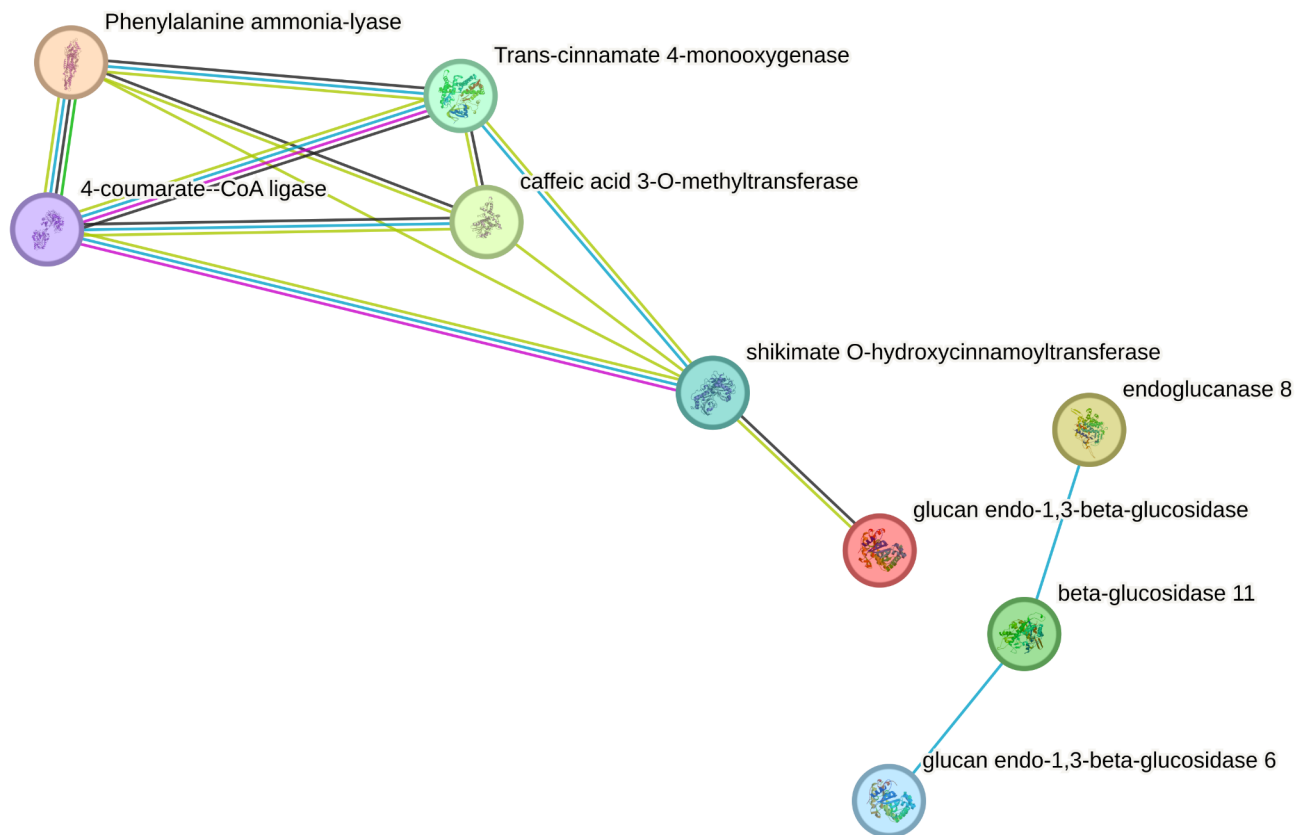 Phenylalanine ammonia-lyase
Trans-cinnamate 4-monooxygenase
4-coumarate--CoA ligase
caffeic acid 3-O-methyltransferase
shikimate O-hydroxycinnamoyltransferase
endoglucanase 8
glucan endo-1,3-beta-glucosidase
beta-glucosidase 11
glucan endo-1,3-beta-glucosidase 6